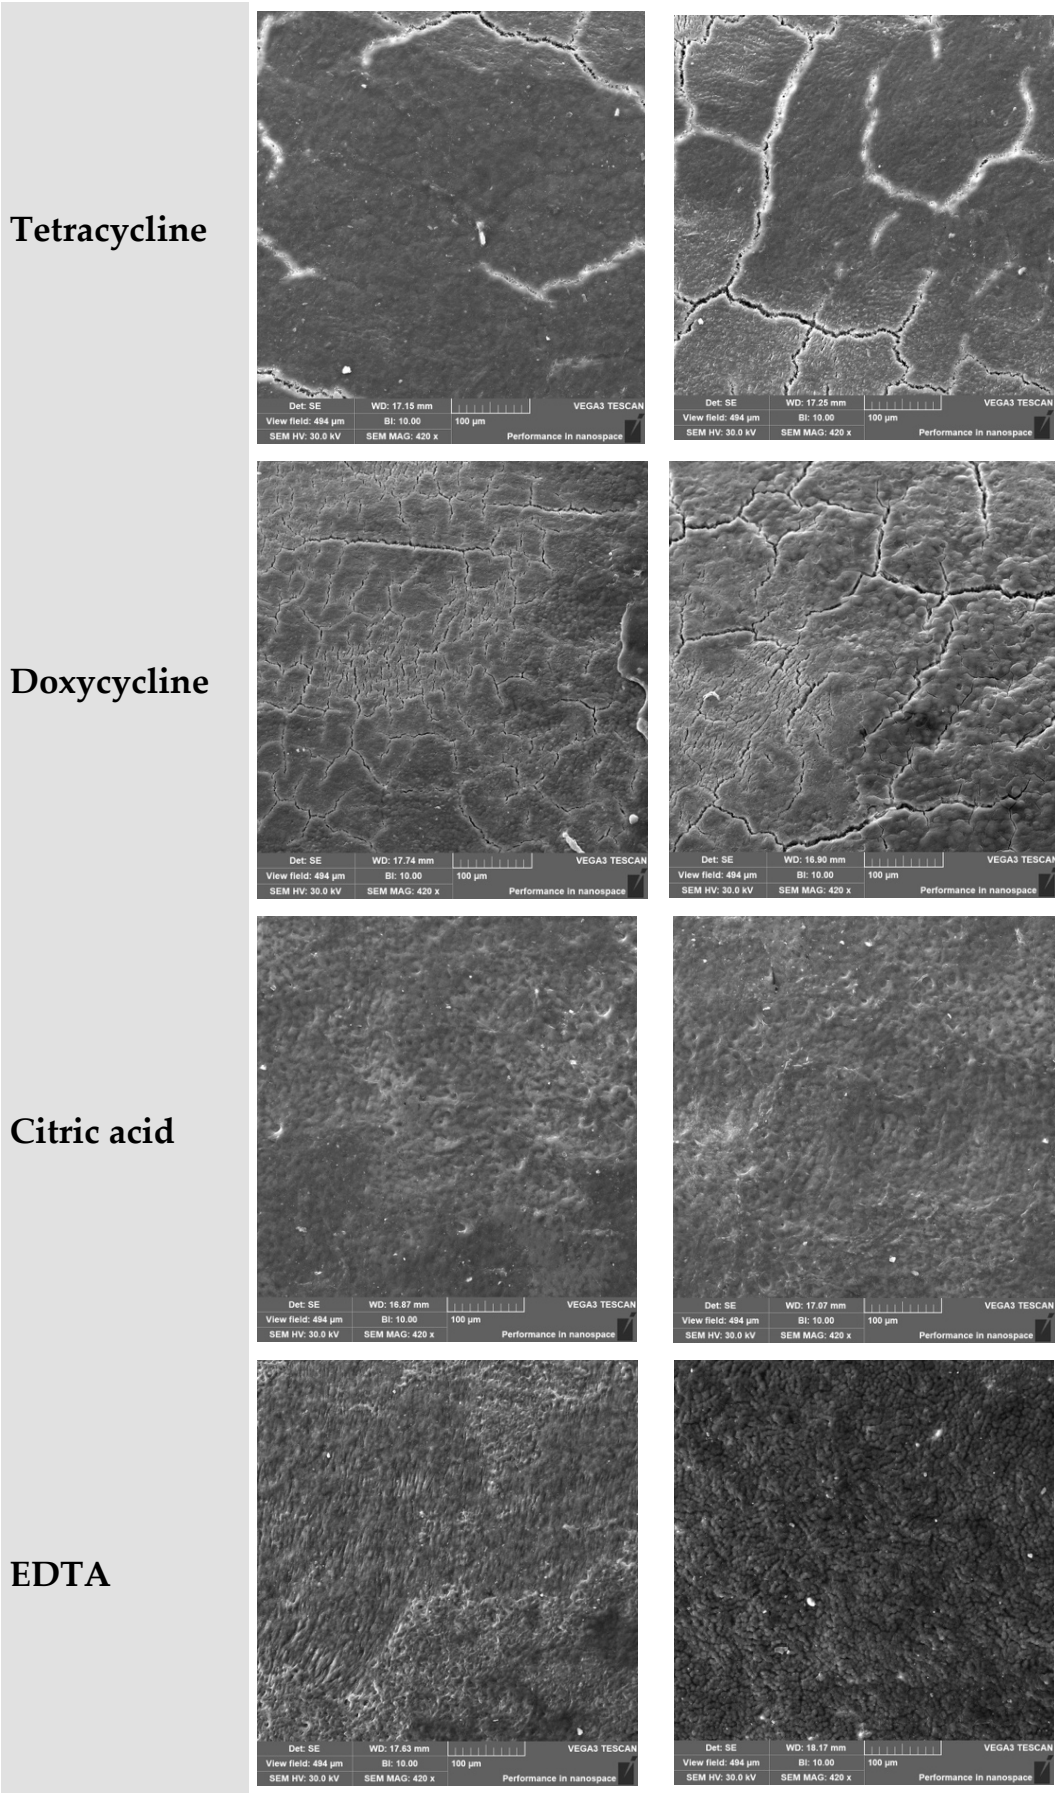 Tetracycline
Det: SE WD: 17.15 mm VEGA3 TESCAN
View field: 494 µm BI: 10.00 100 µm
SEM HV: 30.0 kV SEM MAG: 420 x Performance in nanospace
Det: SE WD: 17.25 mm VEGA3 TESCAN
View field: 494 µm BI: 10.00 100 µm
SEM HV: 30.0 kV SEM MAG: 420 x Performance in nanospace
Doxycycline
Det: SE WD: 17.74 mm VEGA3 TESCAN
View field: 494 µm BI: 10.00 100 µm
SEM HV: 30.0 kV SEM MAG: 420 x Performance in nanospace
Det: SE WD: 16.90 mm VEGA3 TESCAN
View field: 494 µm BI: 10.00 100 µm
SEM HV: 30.0 kV SEM MAG: 420 x Performance in nanospace
Citric acid
Det: SE WD: 16.87 mm VEGA3 TESCAN
View field: 494 µm BI: 10.00 100 µm
SEM HV: 30.0 kV SEM MAG: 420 x Performance in nanospace
Det: SE WD: 17.07 mm VEGA3 TESCAN
View field: 494 µm BI: 10.00 100 µm
SEM HV: 30.0 kV SEM MAG: 420 x Performance in nanospace
EDTA
Det: SE WD: 17.63 mm VEGA3 TESCAN
View field: 494 µm BI: 10.00 100 µm
SEM HV: 30.0 kV SEM MAG: 420 x Performance in nanospace
Det: SE WD: 18.17 mm VEGA3 TESCAN
View field: 494 µm BI: 10.00 100 µm
SEM HV: 30.0 kV SEM MAG: 420 x Performance in nanospace